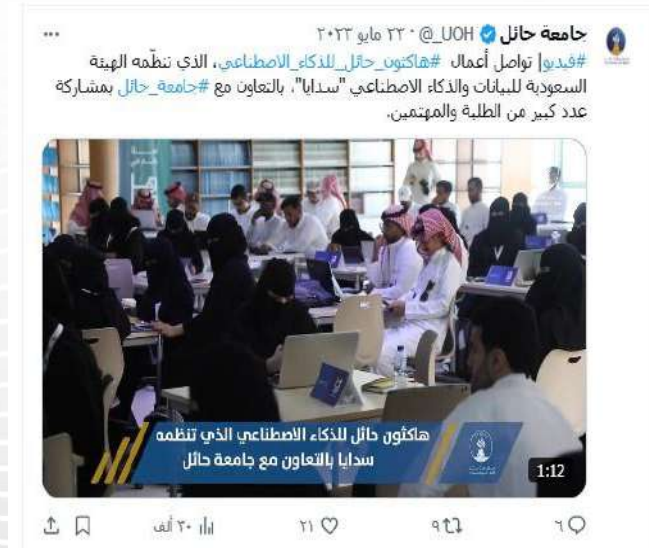 جامعة حائل @_UOH · ٢٣ مايو ٢٠٢٣
#فيديو| تواصل أعمال #هاكثون_حائل_للذكاء_الاصطناعي، الذي تنظّمه الهيئة
السعودية للبيانات والذكاء الاصطناعي "سدايا"، بالتعاون مع #جامعة_حائل بمشاركة
عدد كبير من الطلبة والمهتمين.
هاكثون حائل للذكاء الاصطناعي الذي تنظمه
سدايا بالتعاون مع جامعة حائل
1:12
٦ ٩ ٢١ ٣٠ ألف